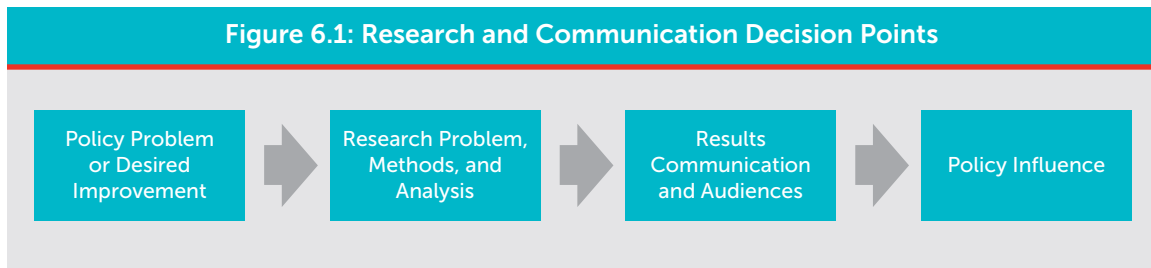 Figure 6.1: Research and Communication Decision Points
Policy Problem
or Desired
Improvement
Research Problem,
Methods, and
Analysis
Results
Communication
and Audiences
Policy Influence